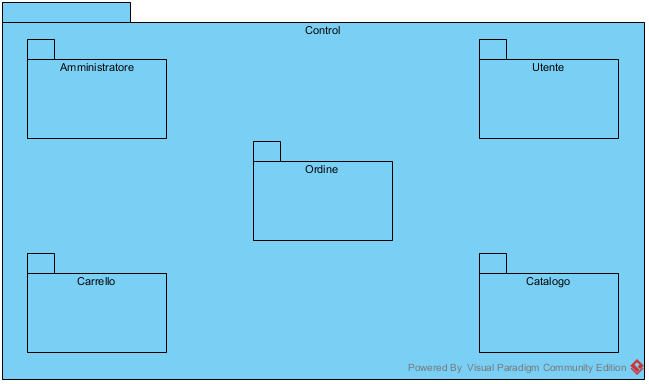 Control
Amministratore
Utente
Ordine
Carrello
Catalogo
Powered By Visual Paradigm Community Edition